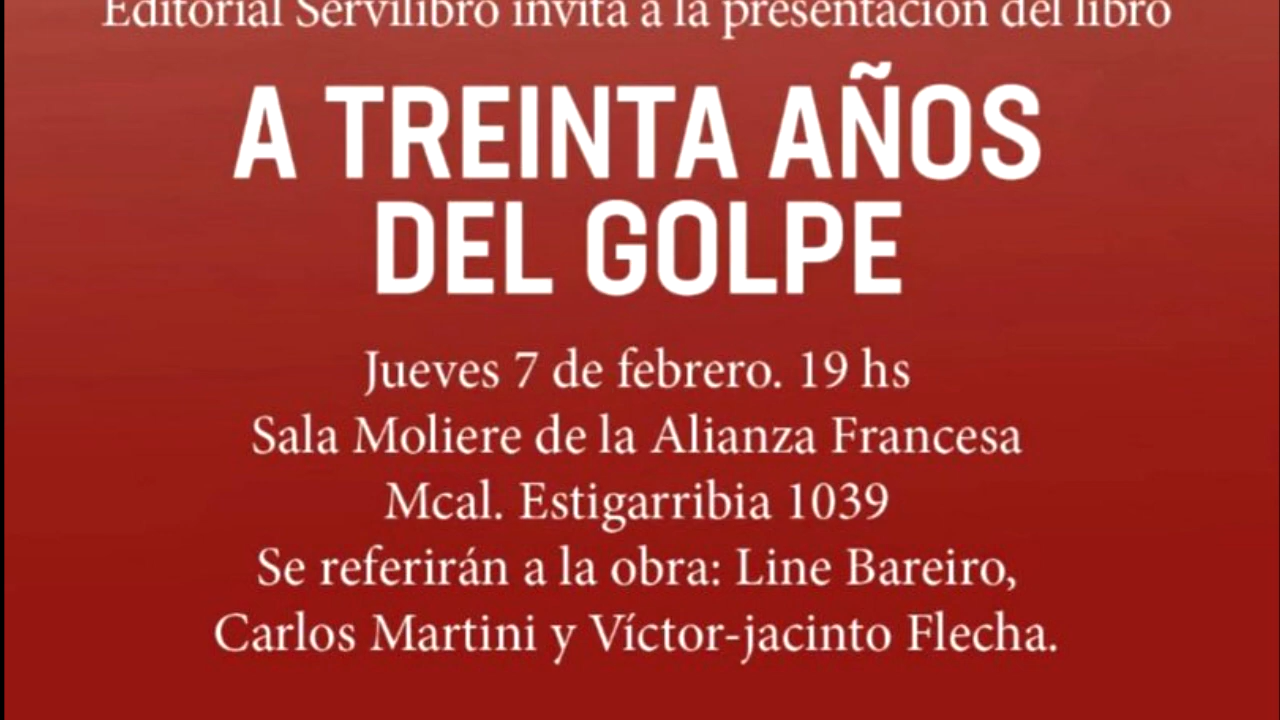 Editorial Servilibro invita a la presentación del libro
A TREINTA AÑOS
DEL GOLPE
Jueves 7 de febrero. 19 hs
Sala Moliere de la Alianza Francesa
Mcal. Estigarribia 1039
Se referirán a la obra: Line Bareiro,
Carlos Martini y Víctor-jacinto Flecha.